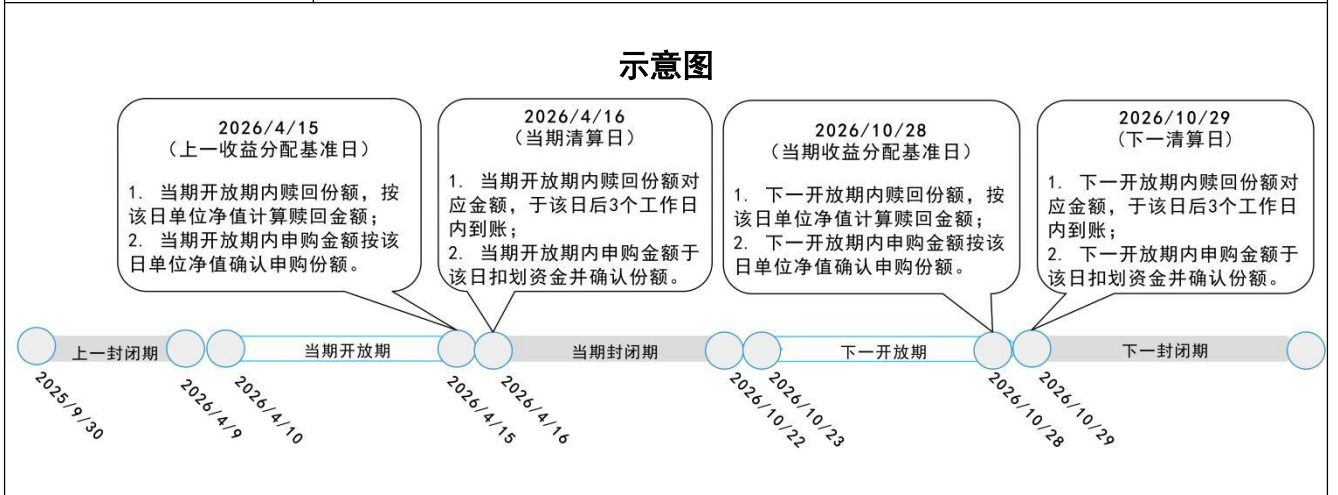 示意图
2026/4/15
（上一收益分配基准日）
1. 当期开放期内赎回份额，按
该日单位净值计算赎回金额；
2. 当期开放期内申购金额按该
日单位净值确认申购份额。
2026/4/16
（当期清算日）
1. 当期开放期内赎回份额对
应金额，于该日后3个工作日
内到账；
2. 当期开放期内申购金额于
该日扣划资金并确认份额。
2026/10/28
（当期收益分配基准日）
1. 下一开放期内赎回份额，按
该日单位净值计算赎回金额；
2. 下一开放期内申购金额按该
日单位净值确认申购份额。
2026/10/29
（下一清算日）
1. 下一开放期内赎回份额对
应金额，于该日后3个工作日
内到账；
2. 下一开放期内申购金额于
该日扣划资金并确认份额。
上一封闭期
当期开放期
当期封闭期
下一开放期
下一封闭期
2025/9/30
2026/4/9
2026/4/10
2026/4/15
2026/4/16
2026/10/22
2026/10/23
2026/10/28
2026/10/29